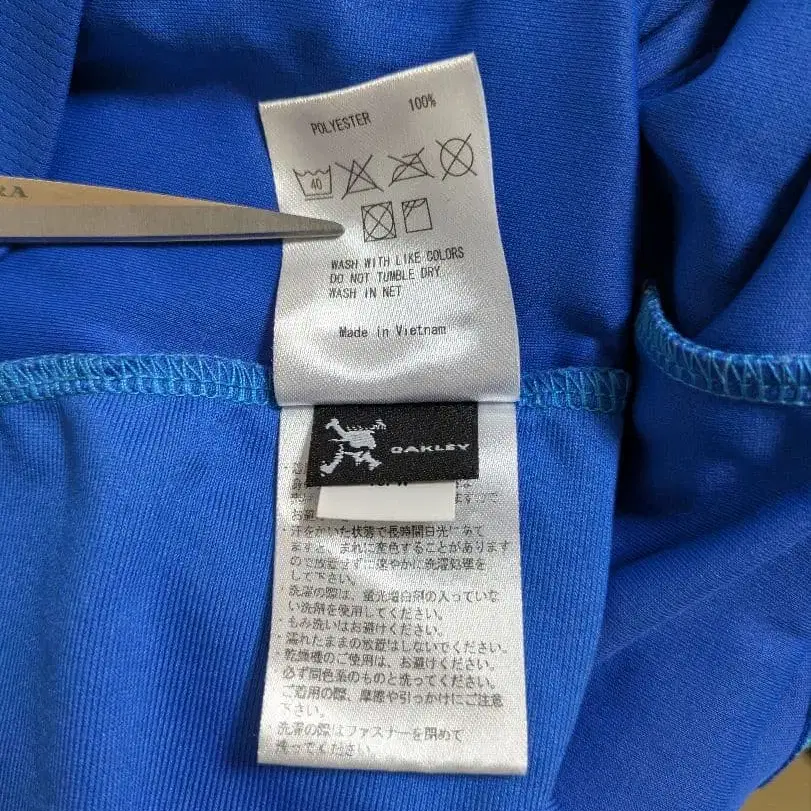 RA
POLYESTER 100%
40
WASH WITH LIKE COLORS
DO NOT TUMBLE DRY
WASH IN NET
Made in Vietnam
OAKLEY
汗をかいた状態で長時間日光にあて
ますと、まれに変色することがあります
ので放置せずに速やかに洗濯処理を
して下さい。
・洗濯の際は、蛍光増白剤の入っていな
い洗剤を使用してください。
・もみ洗いはお避けください。
・濡れたままの放置はしないでください。
・乾燥機のご使用は、お避けください。
必ず同色系のものと洗ってください。
ご着用の際、摩擦や引っかけにご注意
下さい。
洗濯の際はファスナーを閉めて
洗ってください。